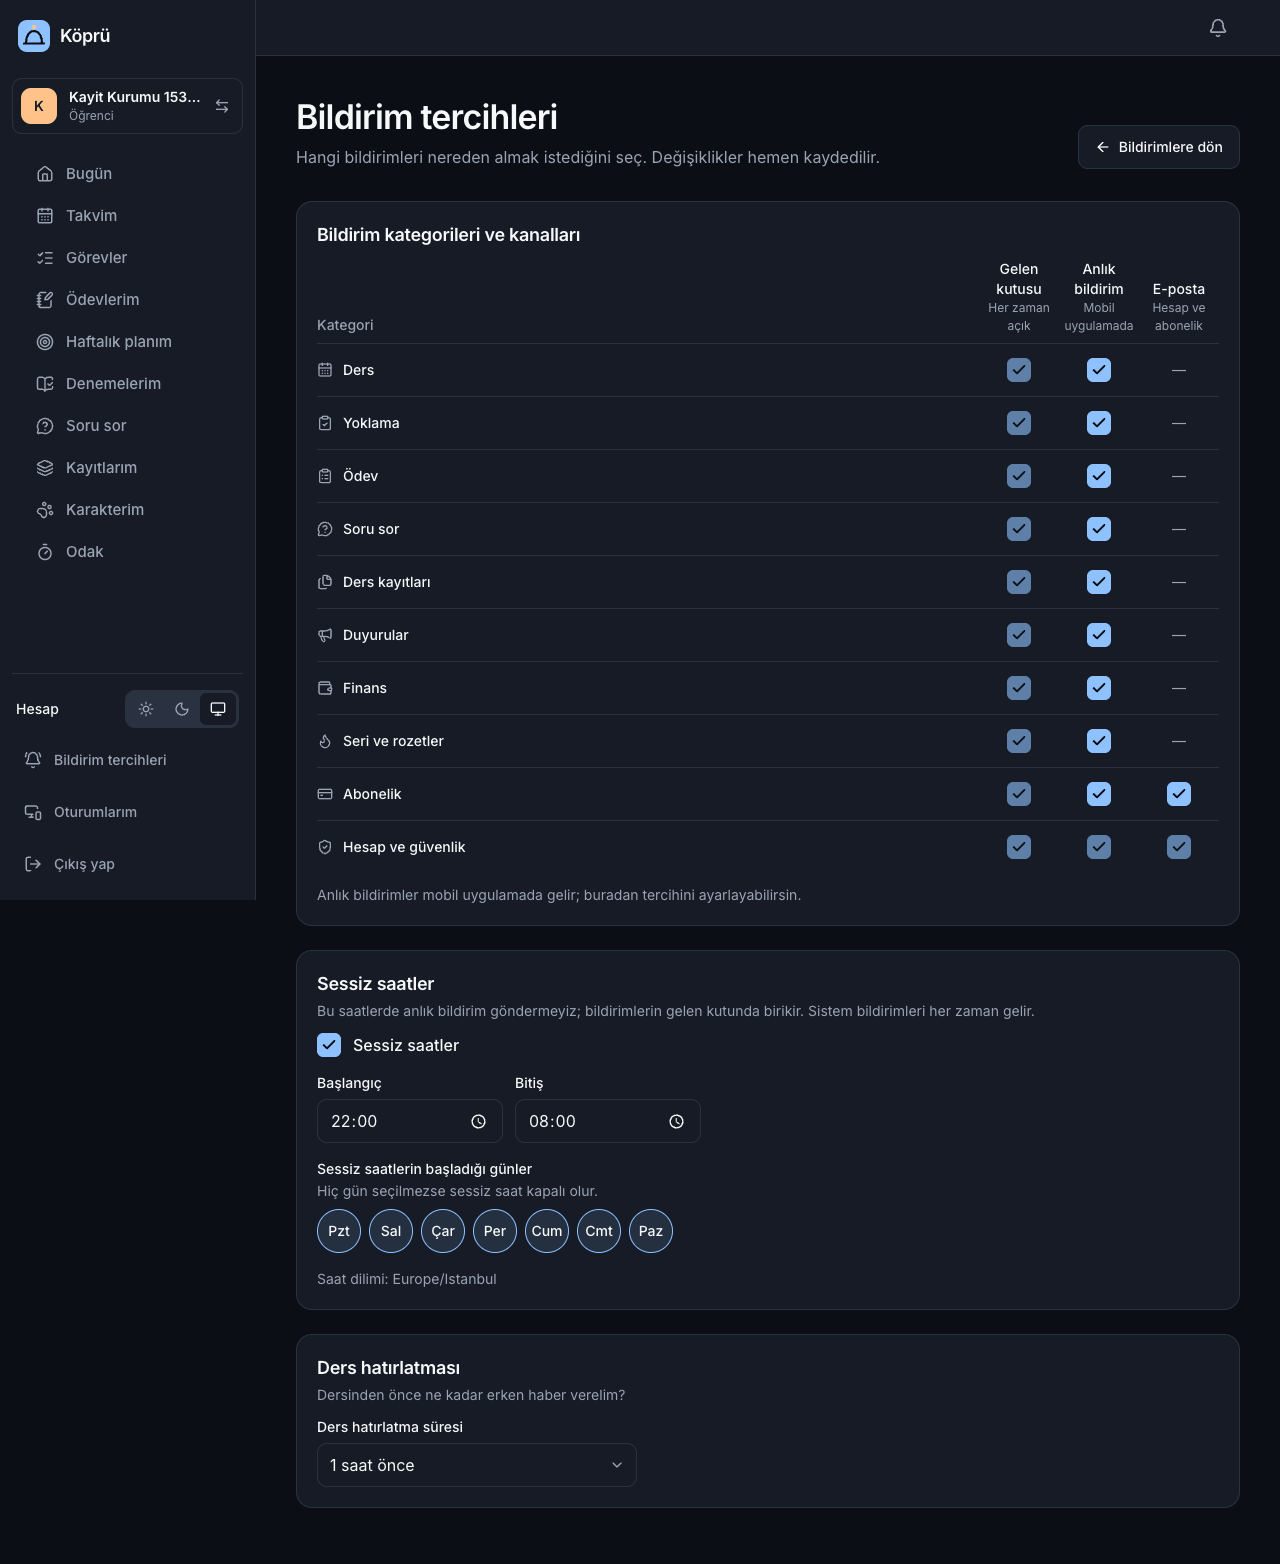 Köprü
K
Kayit Kurumu 153...
Öğrenci
Bugün
Takvim
Görevler
Ödevlerim
Haftalık planım
Denemelerim
Soru sor
Kayıtlarım
Karakterim
Odak
Hesap
Bildirim tercihleri
Oturumlarım
Çıkış yap
Bildirim tercihleri
Hangi bildirimleri nereden almak istediğini seç. Değişiklikler hemen kaydedilir.
Bildirimlere dön
Bildirim kategorileri ve kanalları
Kategori
Gelen
kutusu
Her zaman
açık
Anlık
bildirim
Mobil
uygulamada
E-posta
Hesap ve
abonelik
Ders —
Yoklama —
Ödev —
Soru sor —
Ders kayıtları —
Duyurular —
Finans —
Seri ve rozetler —
Abonelik
Hesap ve güvenlik
Anlık bildirimler mobil uygulamada gelir; buradan tercihini ayarlayabilirsin.
Sessiz saatler
Bu saatlerde anlık bildirim göndermeyiz; bildirimlerin gelen kutunda birikir. Sistem bildirimleri her zaman gelir.
Sessiz saatler
Başlangıç Bitiş
22:00 08:00
Sessiz saatlerin başladığı günler
Hiç gün seçilmezse sessiz saat kapalı olur.
Pzt Sal Çar Per Cum Cmt Paz
Saat dilimi: Europe/Istanbul
Ders hatırlatması
Dersinden önce ne kadar erken haber verelim?
Ders hatırlatma süresi
1 saat önce